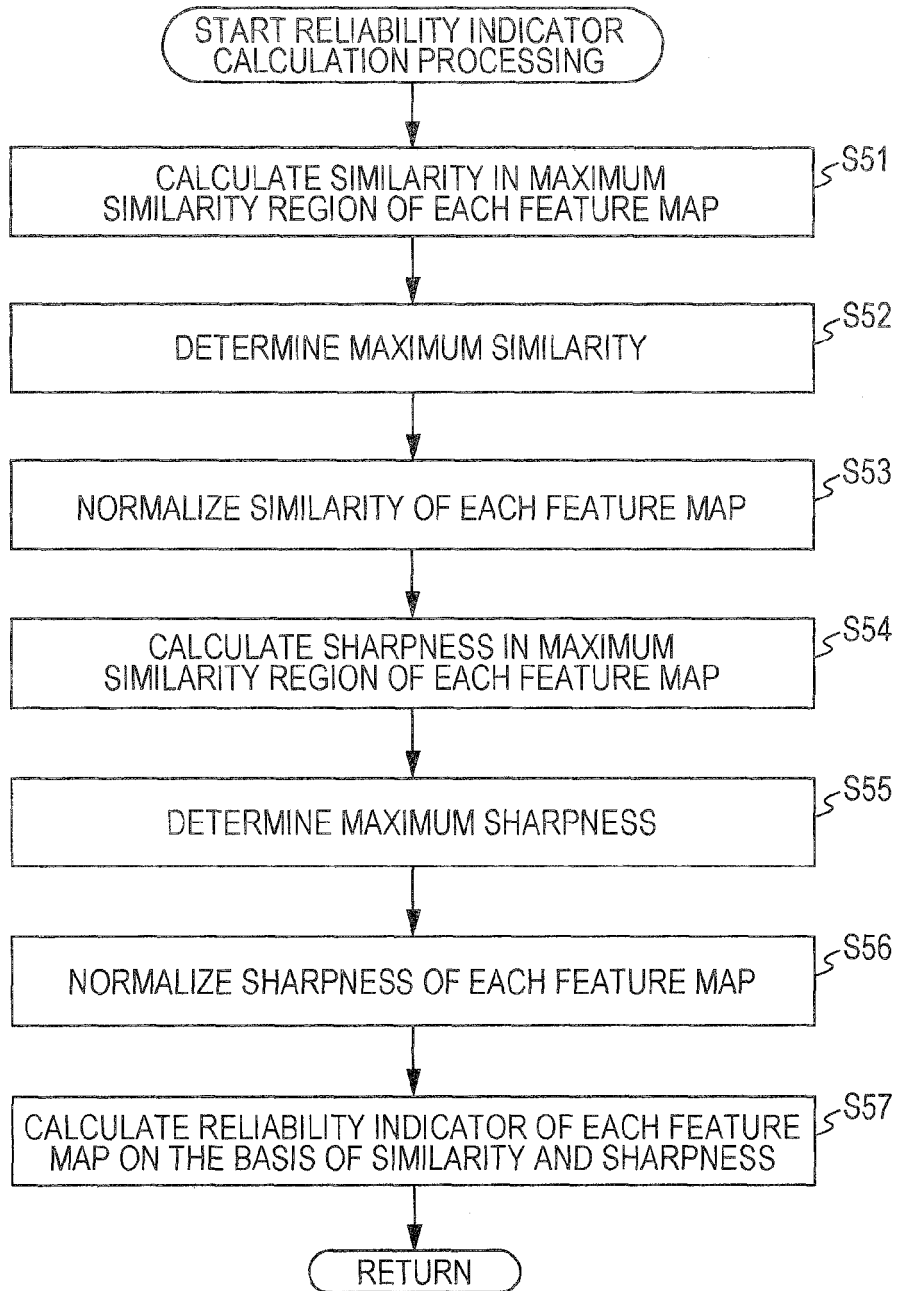 START RELIABILITY INDICATOR
CALCULATION PROCESSING
CALCULATE SIMILARITY IN MAXIMUM
SIMILARITY REGION OF EACH FEATURE MAP
S51
DETERMINE MAXIMUM SIMILARITY
S52
NORMALIZE SIMILARITY OF EACH FEATURE MAP
S53
CALCULATE SHARPNESS IN MAXIMUM
SIMILARITY REGION OF EACH FEATURE MAP
S54
DETERMINE MAXIMUM SHARPNESS
S55
NORMALIZE SHARPNESS OF EACH FEATURE MAP
S56
CALCULATE RELIABILITY INDICATOR OF EACH FEATURE
MAP ON THE BASIS OF SIMILARITY AND SHARPNESS
S57
RETURN